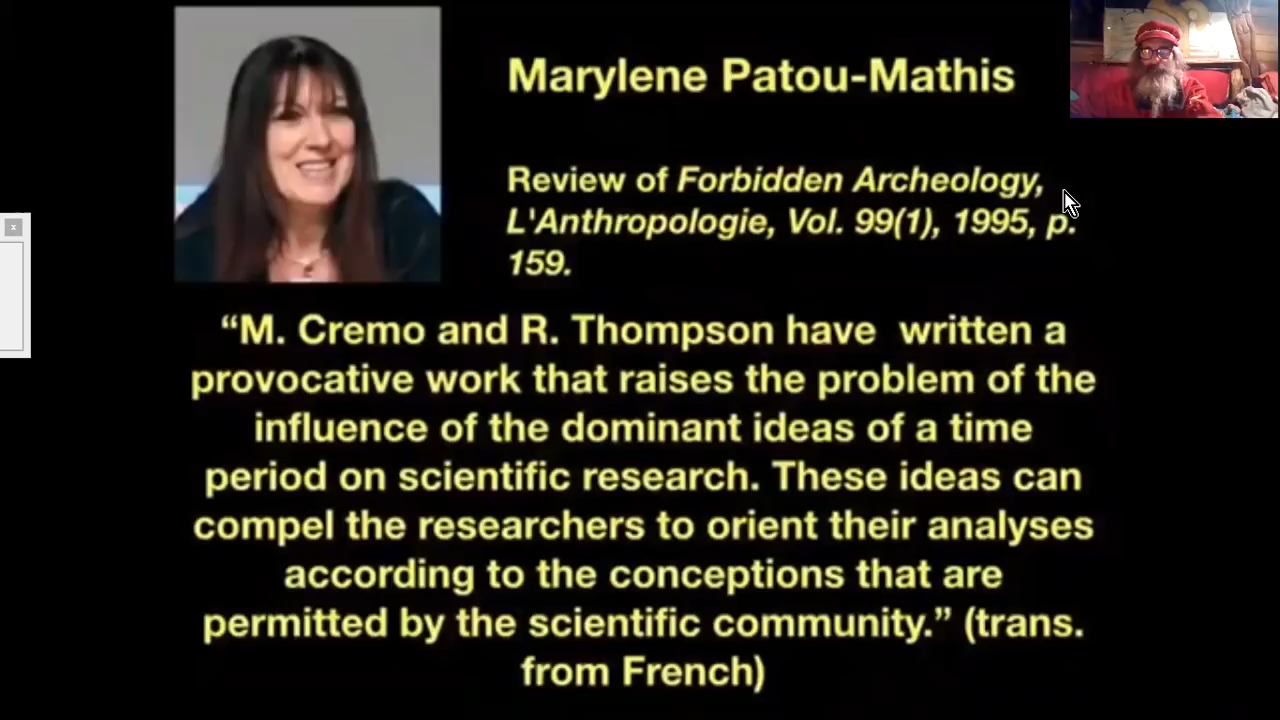 Marylene Patou-Mathis
Review of Forbidden Archeology,
L'Anthropologie, Vol. 99(1), 1995, p.
159.
“M. Cremo and R. Thompson have written a
provocative work that raises the problem of the
influence of the dominant ideas of a time
period on scientific research. These ideas can
compel the researchers to orient their analyses
according to the conceptions that are
permitted by the scientific community.” (trans.
from French)
x